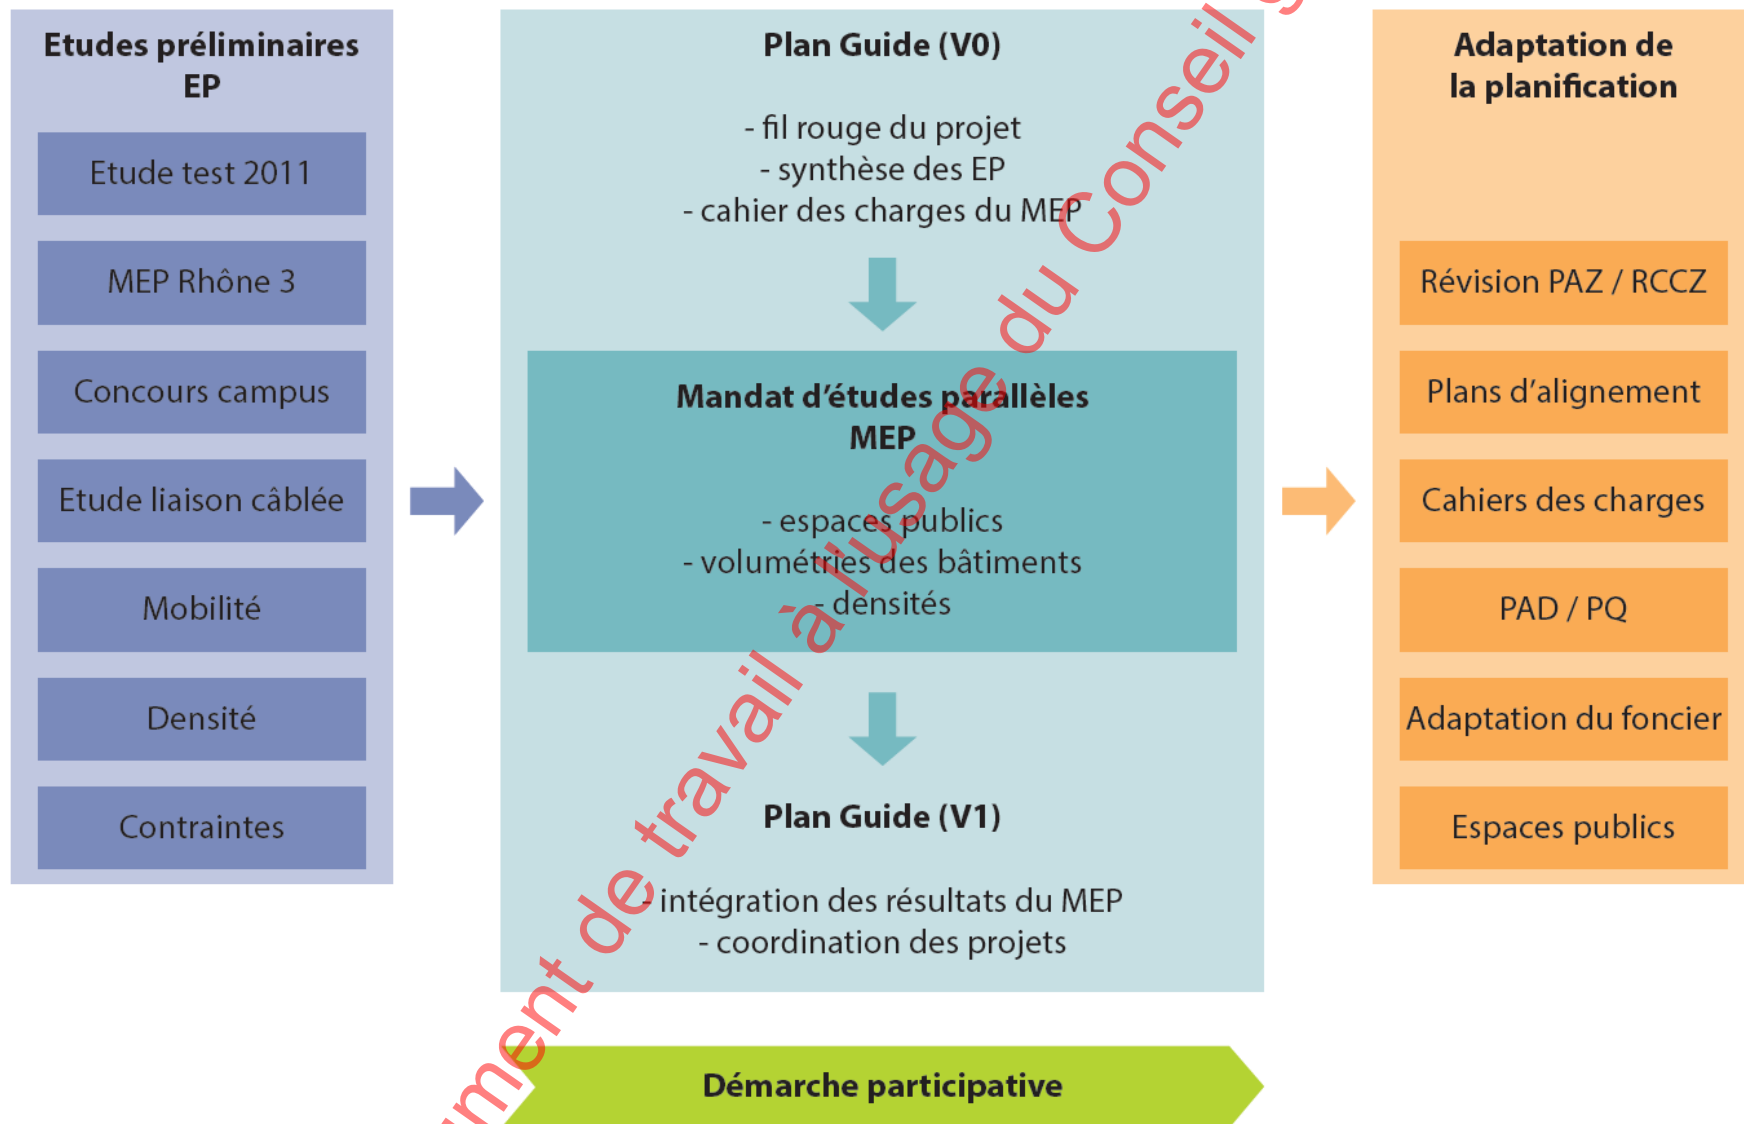 Etudes préliminaires
EP
Etude test 2011
MEP Rhône 3
Concours campus
Etude liaison câblée
Mobilité
Densité
Contraintes
Plan Guide (V0)
- fil rouge du projet
- synthèse des EP
- cahier des charges du MEP
Mandat d'études parallèles
MEP
- espaces publics
- volumétries des bâtiments
- densités
Plan Guide (V1)
- intégration des résultats du MEP
- coordination des projets
Démarche participative
Adaptation de
la planification
Révision PAZ / RCCZ
Plans d'alignement
Cahiers des charges
PAD / PQ
Adaptation du foncier
Espaces publics
de travail à l'usage du Conseil